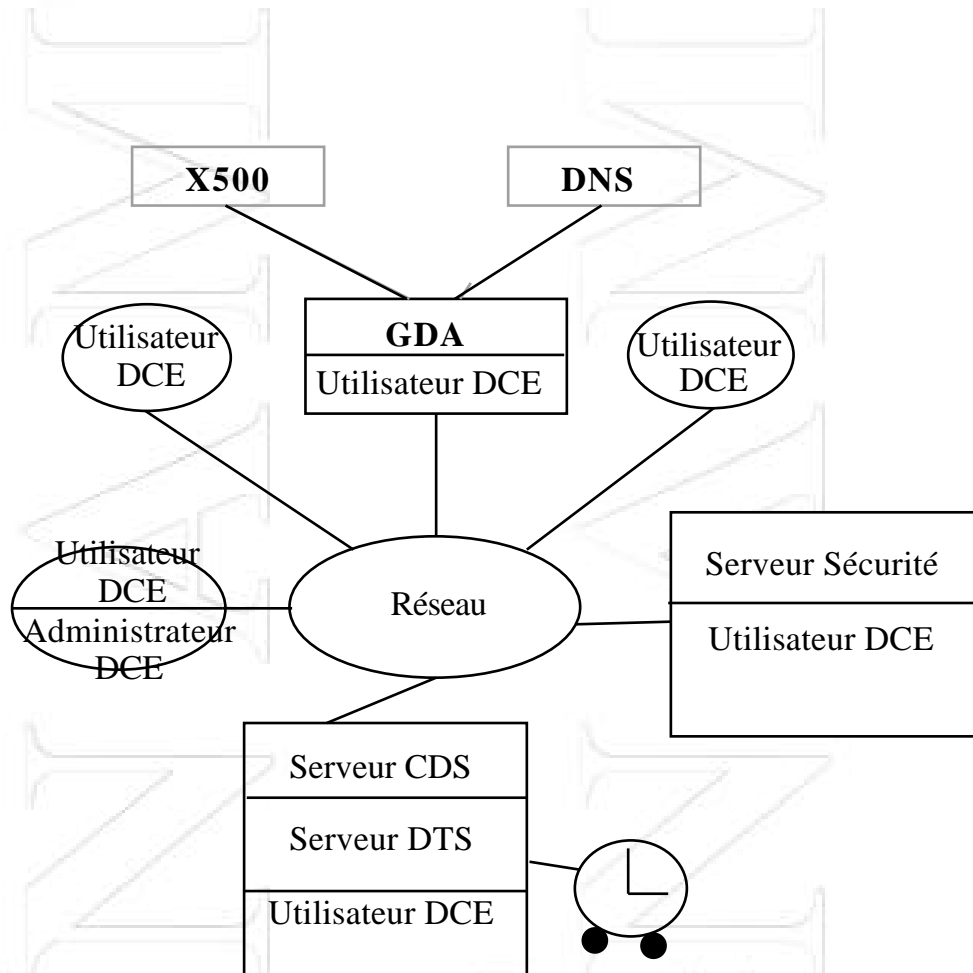 X500
DNS
GDA
Utilisateur DCE
Utilisateur
DCE
Utilisateur
DCE
Utilisateur
DCE
Administrateur
DCE
Réseau
Serveur Sécurité
Utilisateur DCE
Serveur CDS
Serveur DTS
Utilisateur DCE